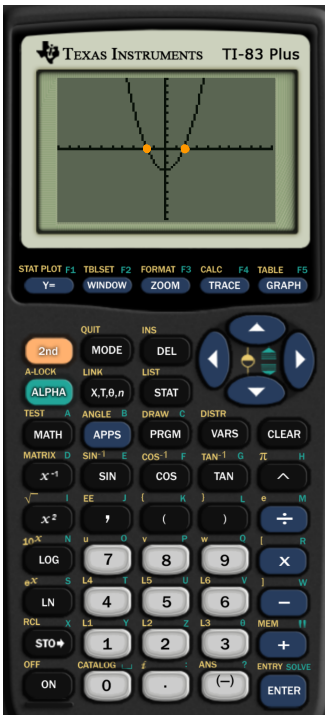 TEXAS INSTRUMENTS TI-83 Plus
STAT PLOT F1 TBLSET F2 FORMAT F3 CALC F4 TABLE F5
Y= WINDOW ZOOM TRACE GRAPH
QUIT INS
2nd MODE DEL
A-LOCK LINK LIST
ALPHA X,T,θ,n STAT
TEST A ANGLE B DRAW C DISTR
MATH APPS PRGM VARS CLEAR
MATRIX D SIN⁻¹ E COS⁻¹ F TAN⁻¹ G π H
x⁻¹ SIN COS TAN ^
√ I EE J { K } L e M
x² , ( ) ÷
10ˣ N u O v P w Q [ R
LOG 7 8 9 x
eˣ S L4 T L5 U L6 V ] W
LN 4 5 6 −
RCL X L1 Y L2 Z L3 θ MEM "
STO➔ 1 2 3 +
OFF CATALOG ⎵ i : ANS ? ENTRY SOLVE
ON 0 . (−) ENTER